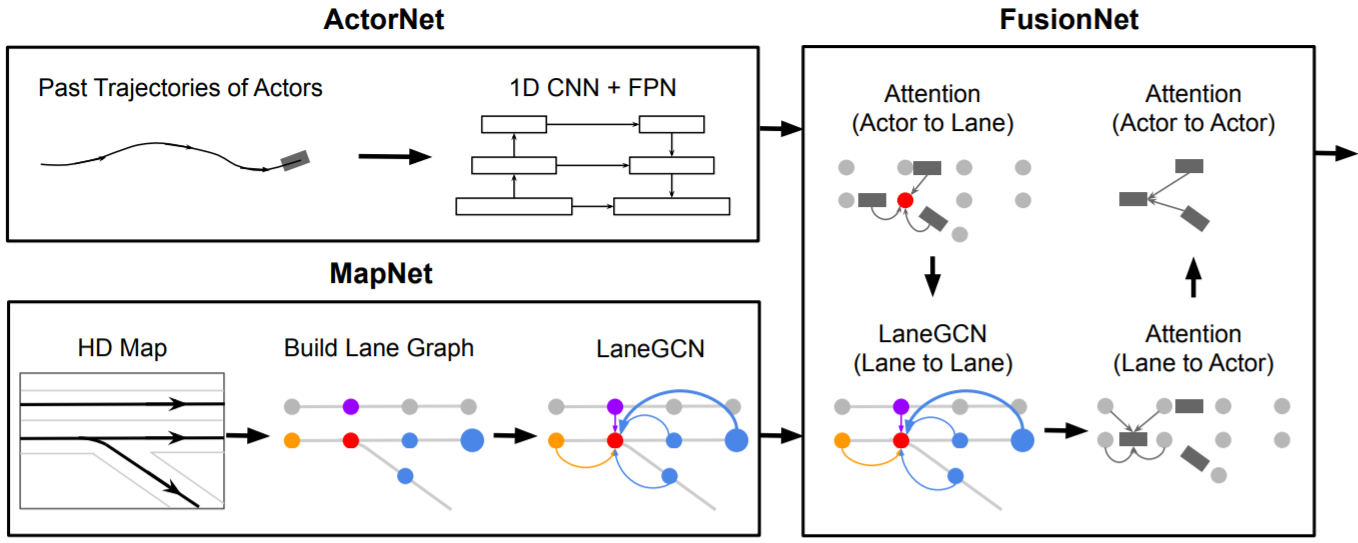 ActorNet
Past Trajectories of Actors
1D CNN + FPN
MapNet
HD Map
Build Lane Graph
LaneGCN
FusionNet
Attention
(Actor to Lane)
LaneGCN
(Lane to Lane)
Attention
(Lane to Actor)
Attention
(Actor to Actor)